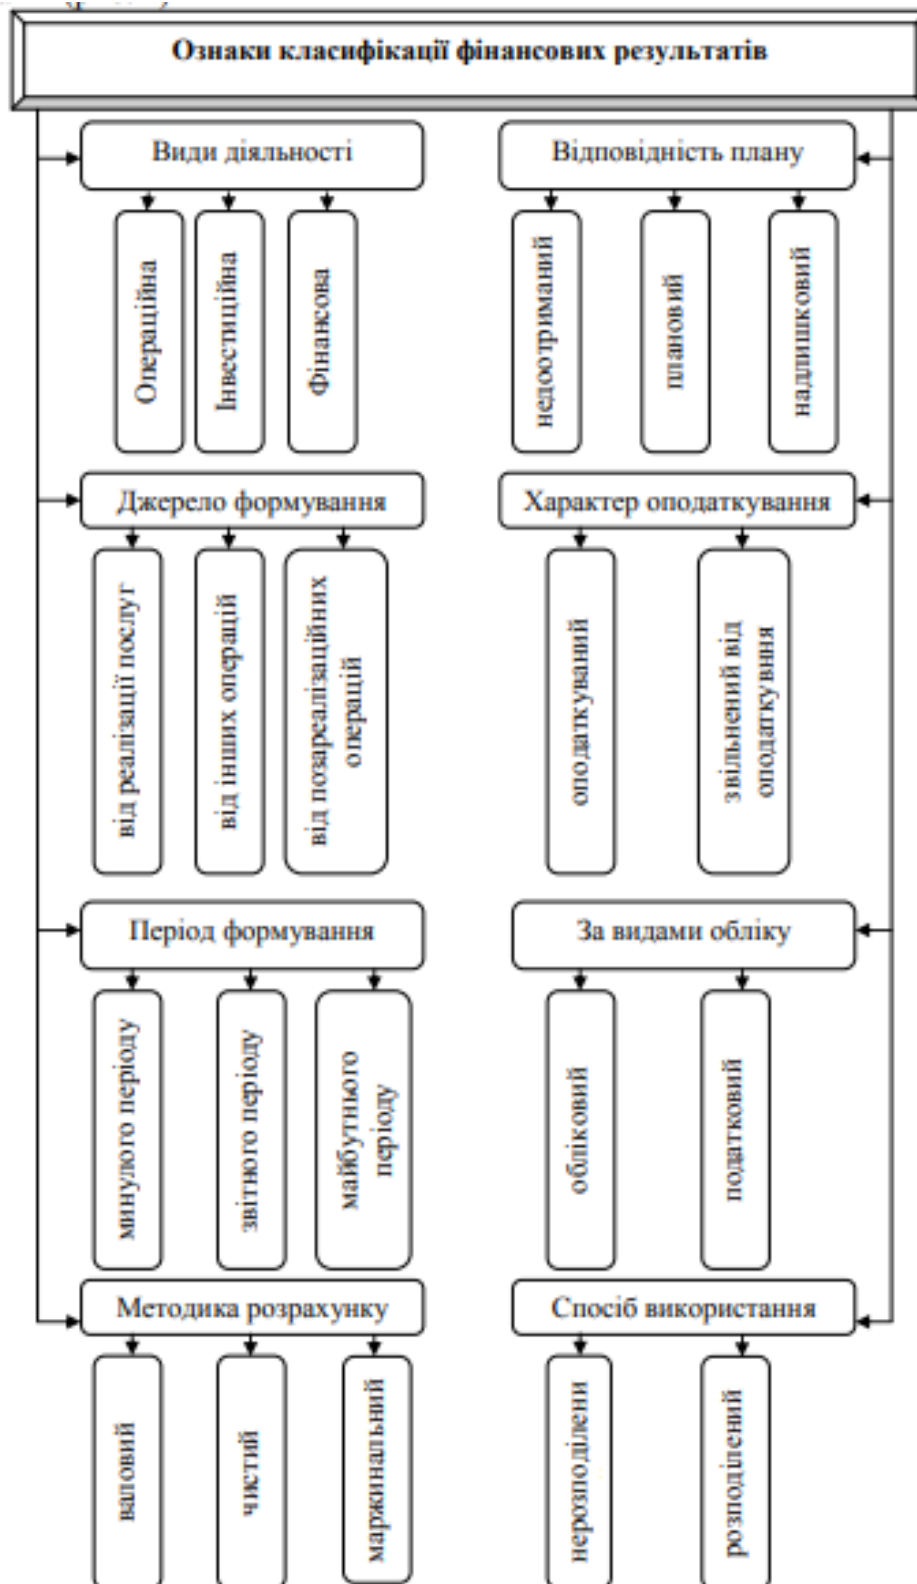 Ознаки класифікації фінансових результатів
Види діяльності
Операційна
Інвестиційна
Фінансова
Відповідність плану
недоотриманий
плановий
надлишковий
Джерело формування
від реалізації послуг
від інших операцій
від позареалізаційних
операцій
Характер оподаткування
оподаткуваний
звільнений від
оподаткувння
Період формування
минулого періоду
звітного періоду
майбутнього
періоду
За видами обліку
обліковий
податковий
Методика розрахунку
валовий
чистий
маржинальний
Спосіб використання
нерозподілени
розподілений